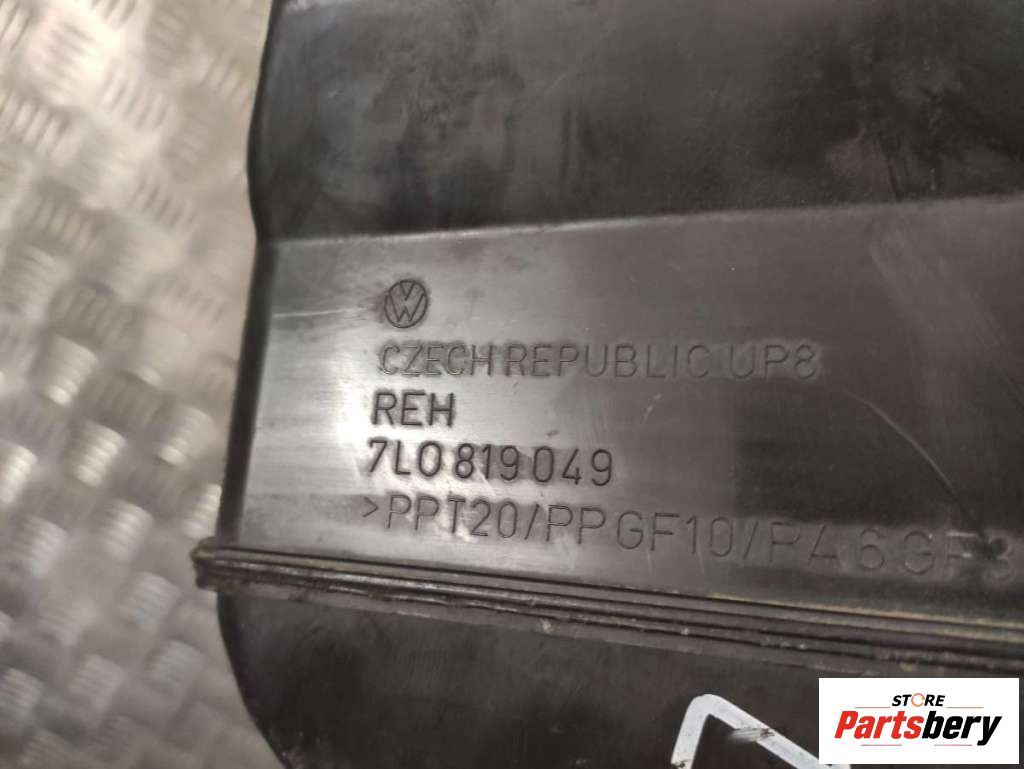 CZECH REPUBLIC UP8
REH
7L0 819 049
>PPT20/PPGF10/PA6GF3
STORE
Partsbery